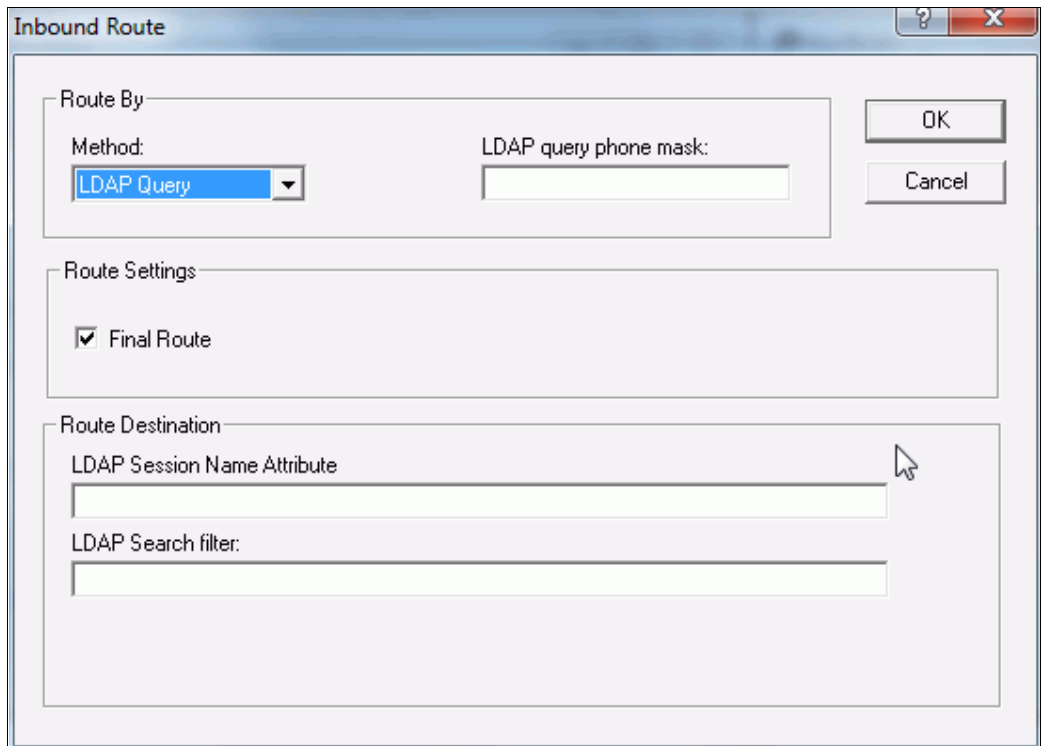 Inbound Route
?
X
Route By
Method:
LDAP Query
LDAP query phone mask:
OK
Cancel
Route Settings
Final Route
Route Destination
LDAP Session Name Attribute
LDAP Search filter: